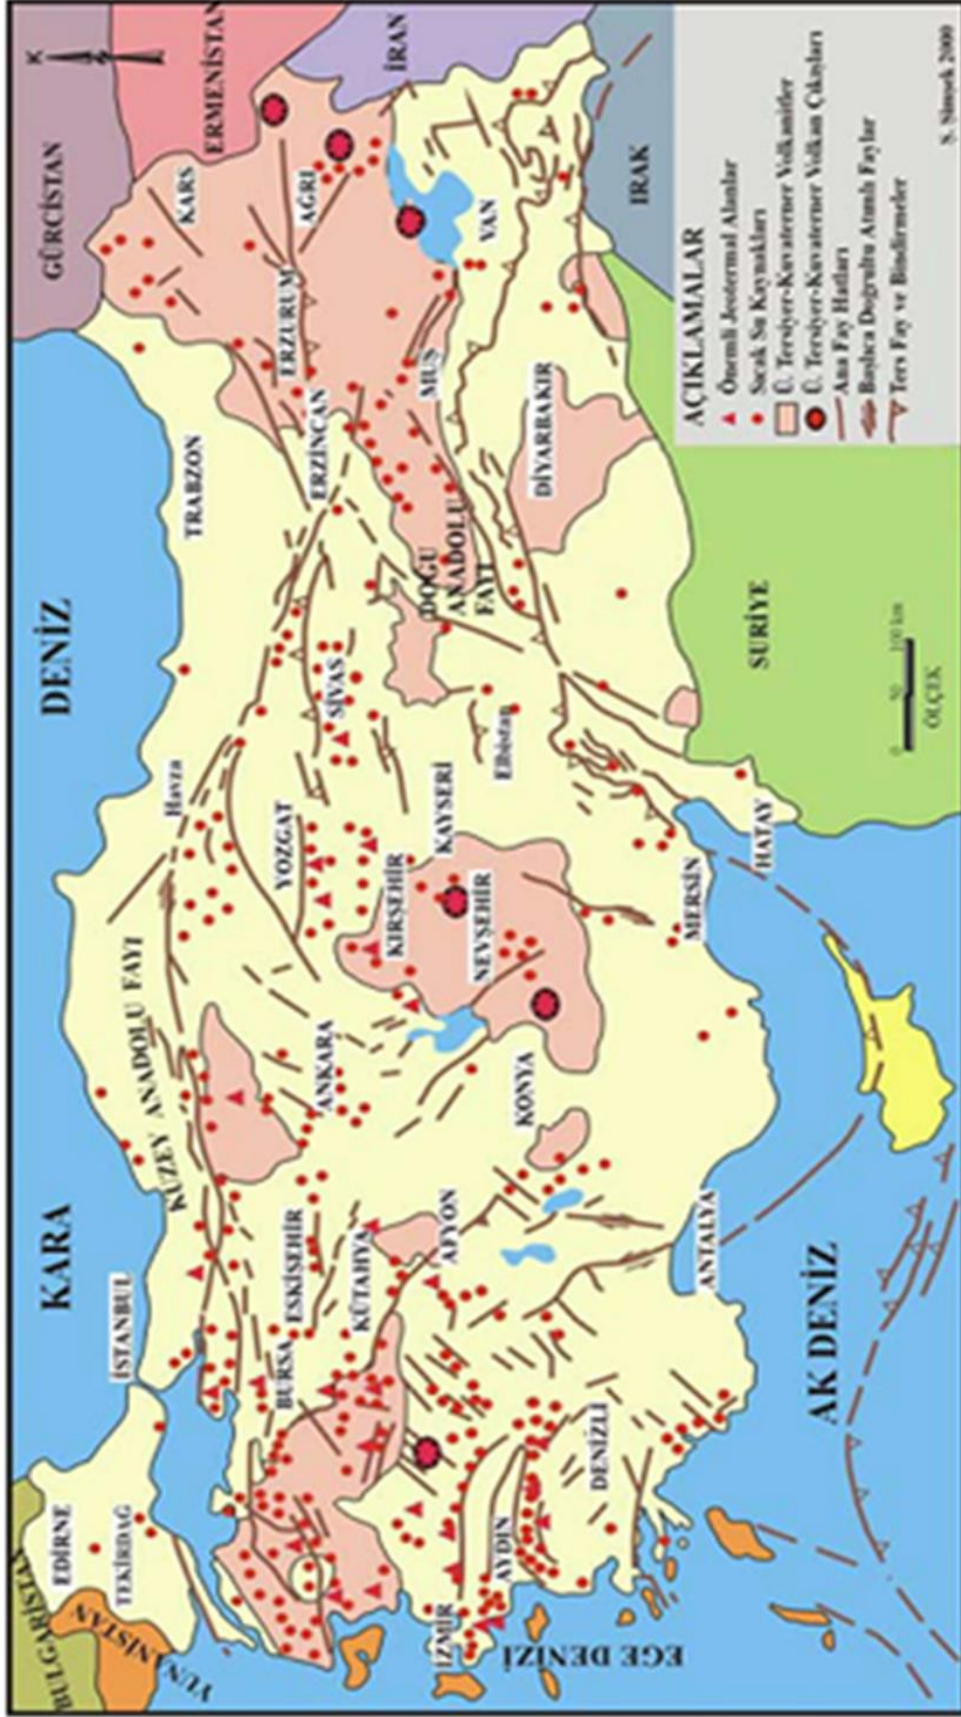 BULGARİSTAN
YUNANİSTAN
EDİRNE
TEKİRDAĞ
İSTANBUL
KARA
DENİZ
GÜRCİSTAN
ERMENİSTAN
İRAN
K
KUZEY ANADOLU FAYI
Havza
TRABZON
KARS
AĞRI
ERZURUM
ERZİNCAN
BURSA
ESKİŞEHİR
KÜTAHYA
ANKARA
YOZGAT
SİVAS
KIRŞEHİR
KAYSERİ
NEVŞEHİR
Elbistan
DOĞU
ANADOLU
FAYI
MUŞ
VAN
DİYARBAKIR
İZMİR
AYDIN
DENİZLİ
AFYON
KONYA
ANTALYA
MERSİN
HATAY
EGE DENİZİ
AK DENİZ
SURİYE
IRAK
0 50 100 km
ÖLÇEK
AÇIKLAMALAR
Önemli Jeotermal Alanlar
Sıcak Su Kaynakları
Ü. Tersiyer-Kuvaterner Volkanitler
Ü. Tersiyer-Kuvaterner Volkan Çıkışları
Ana Fay Hatları
Başlıca Doğrultu Atımlı Faylar
Ters Fay ve Bindirmeler
Ş. Şimşek 2000